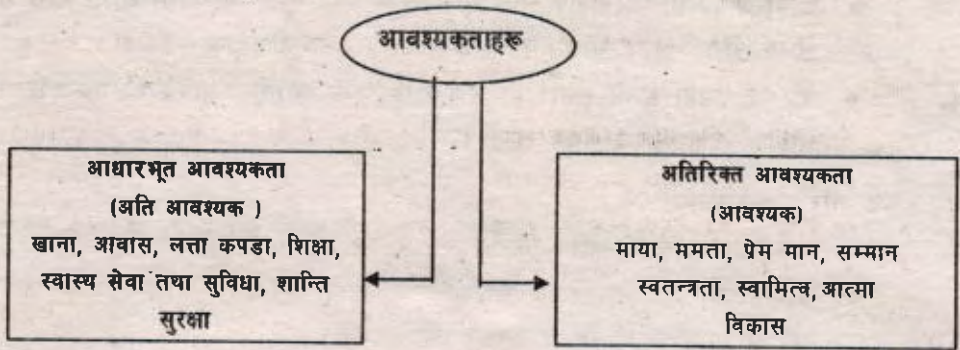 आवश्यकताहरू
आधारभूत आवश्यकता
(अति आवश्यक )
खाना, आवास, लत्ता कपडा, शिक्षा,
स्वास्थ सेवा तथा सुविधा, शान्ति
सुरक्षा
अतिरिक्त आवश्यकता
(आवश्यक)
माया, ममता, प्रेम मान, सम्मान
स्वतन्त्रता, स्वामित्व, आत्मा
विकास